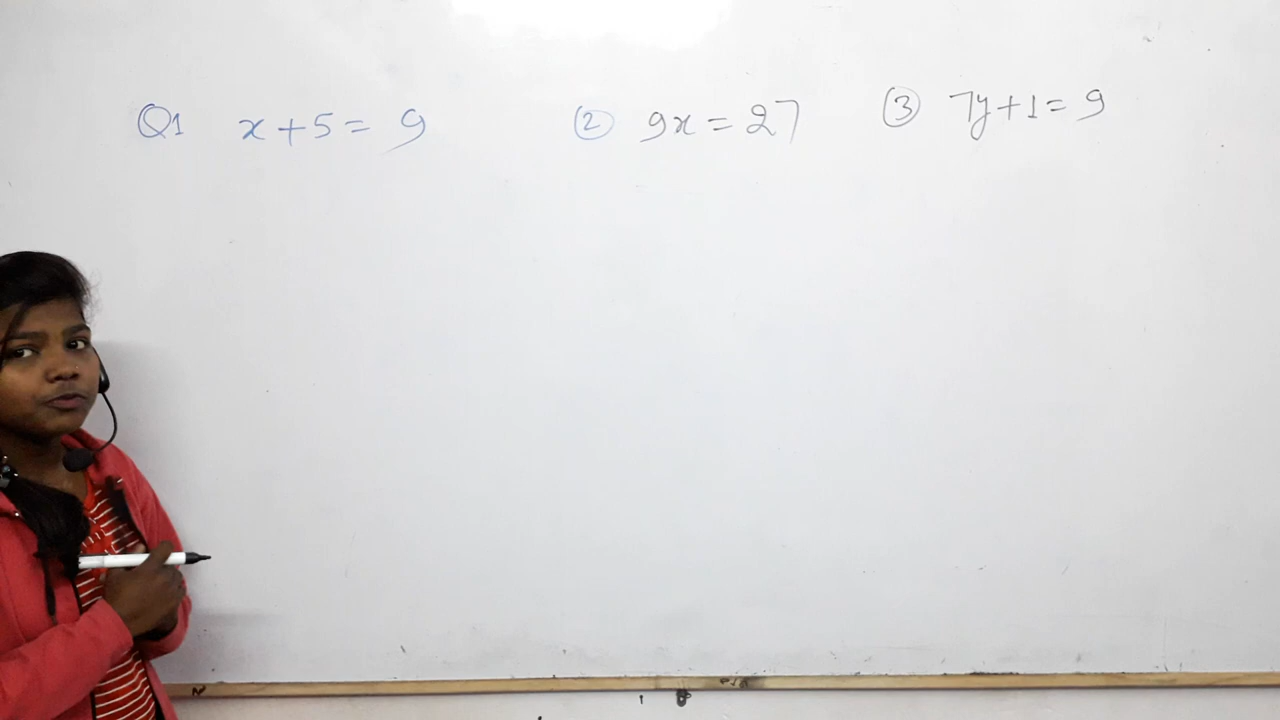 Q1 x+5= 9 ② 9x=27 ③ 7y+1=9